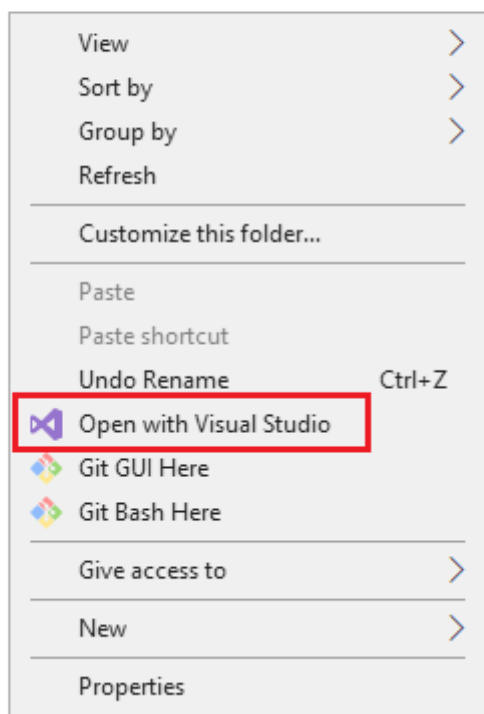 View
Sort by
Group by
Refresh
Customize this folder...
Paste
Paste shortcut
Undo Rename Ctrl+Z
Open with Visual Studio
Git GUI Here
Git Bash Here
Give access to
New
Properties